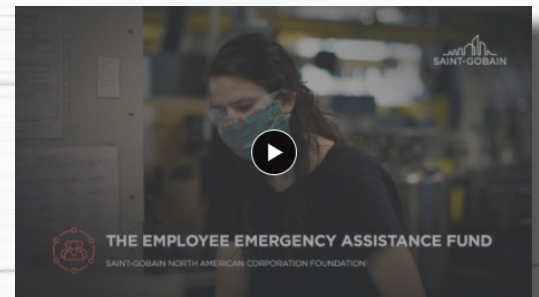 SAINT-GOBAIN
THE EMPLOYEE EMERGENCY ASSISTANCE FUND
SAINT-GOBAIN NORTH AMERICAN CORPORATION FOUNDATION